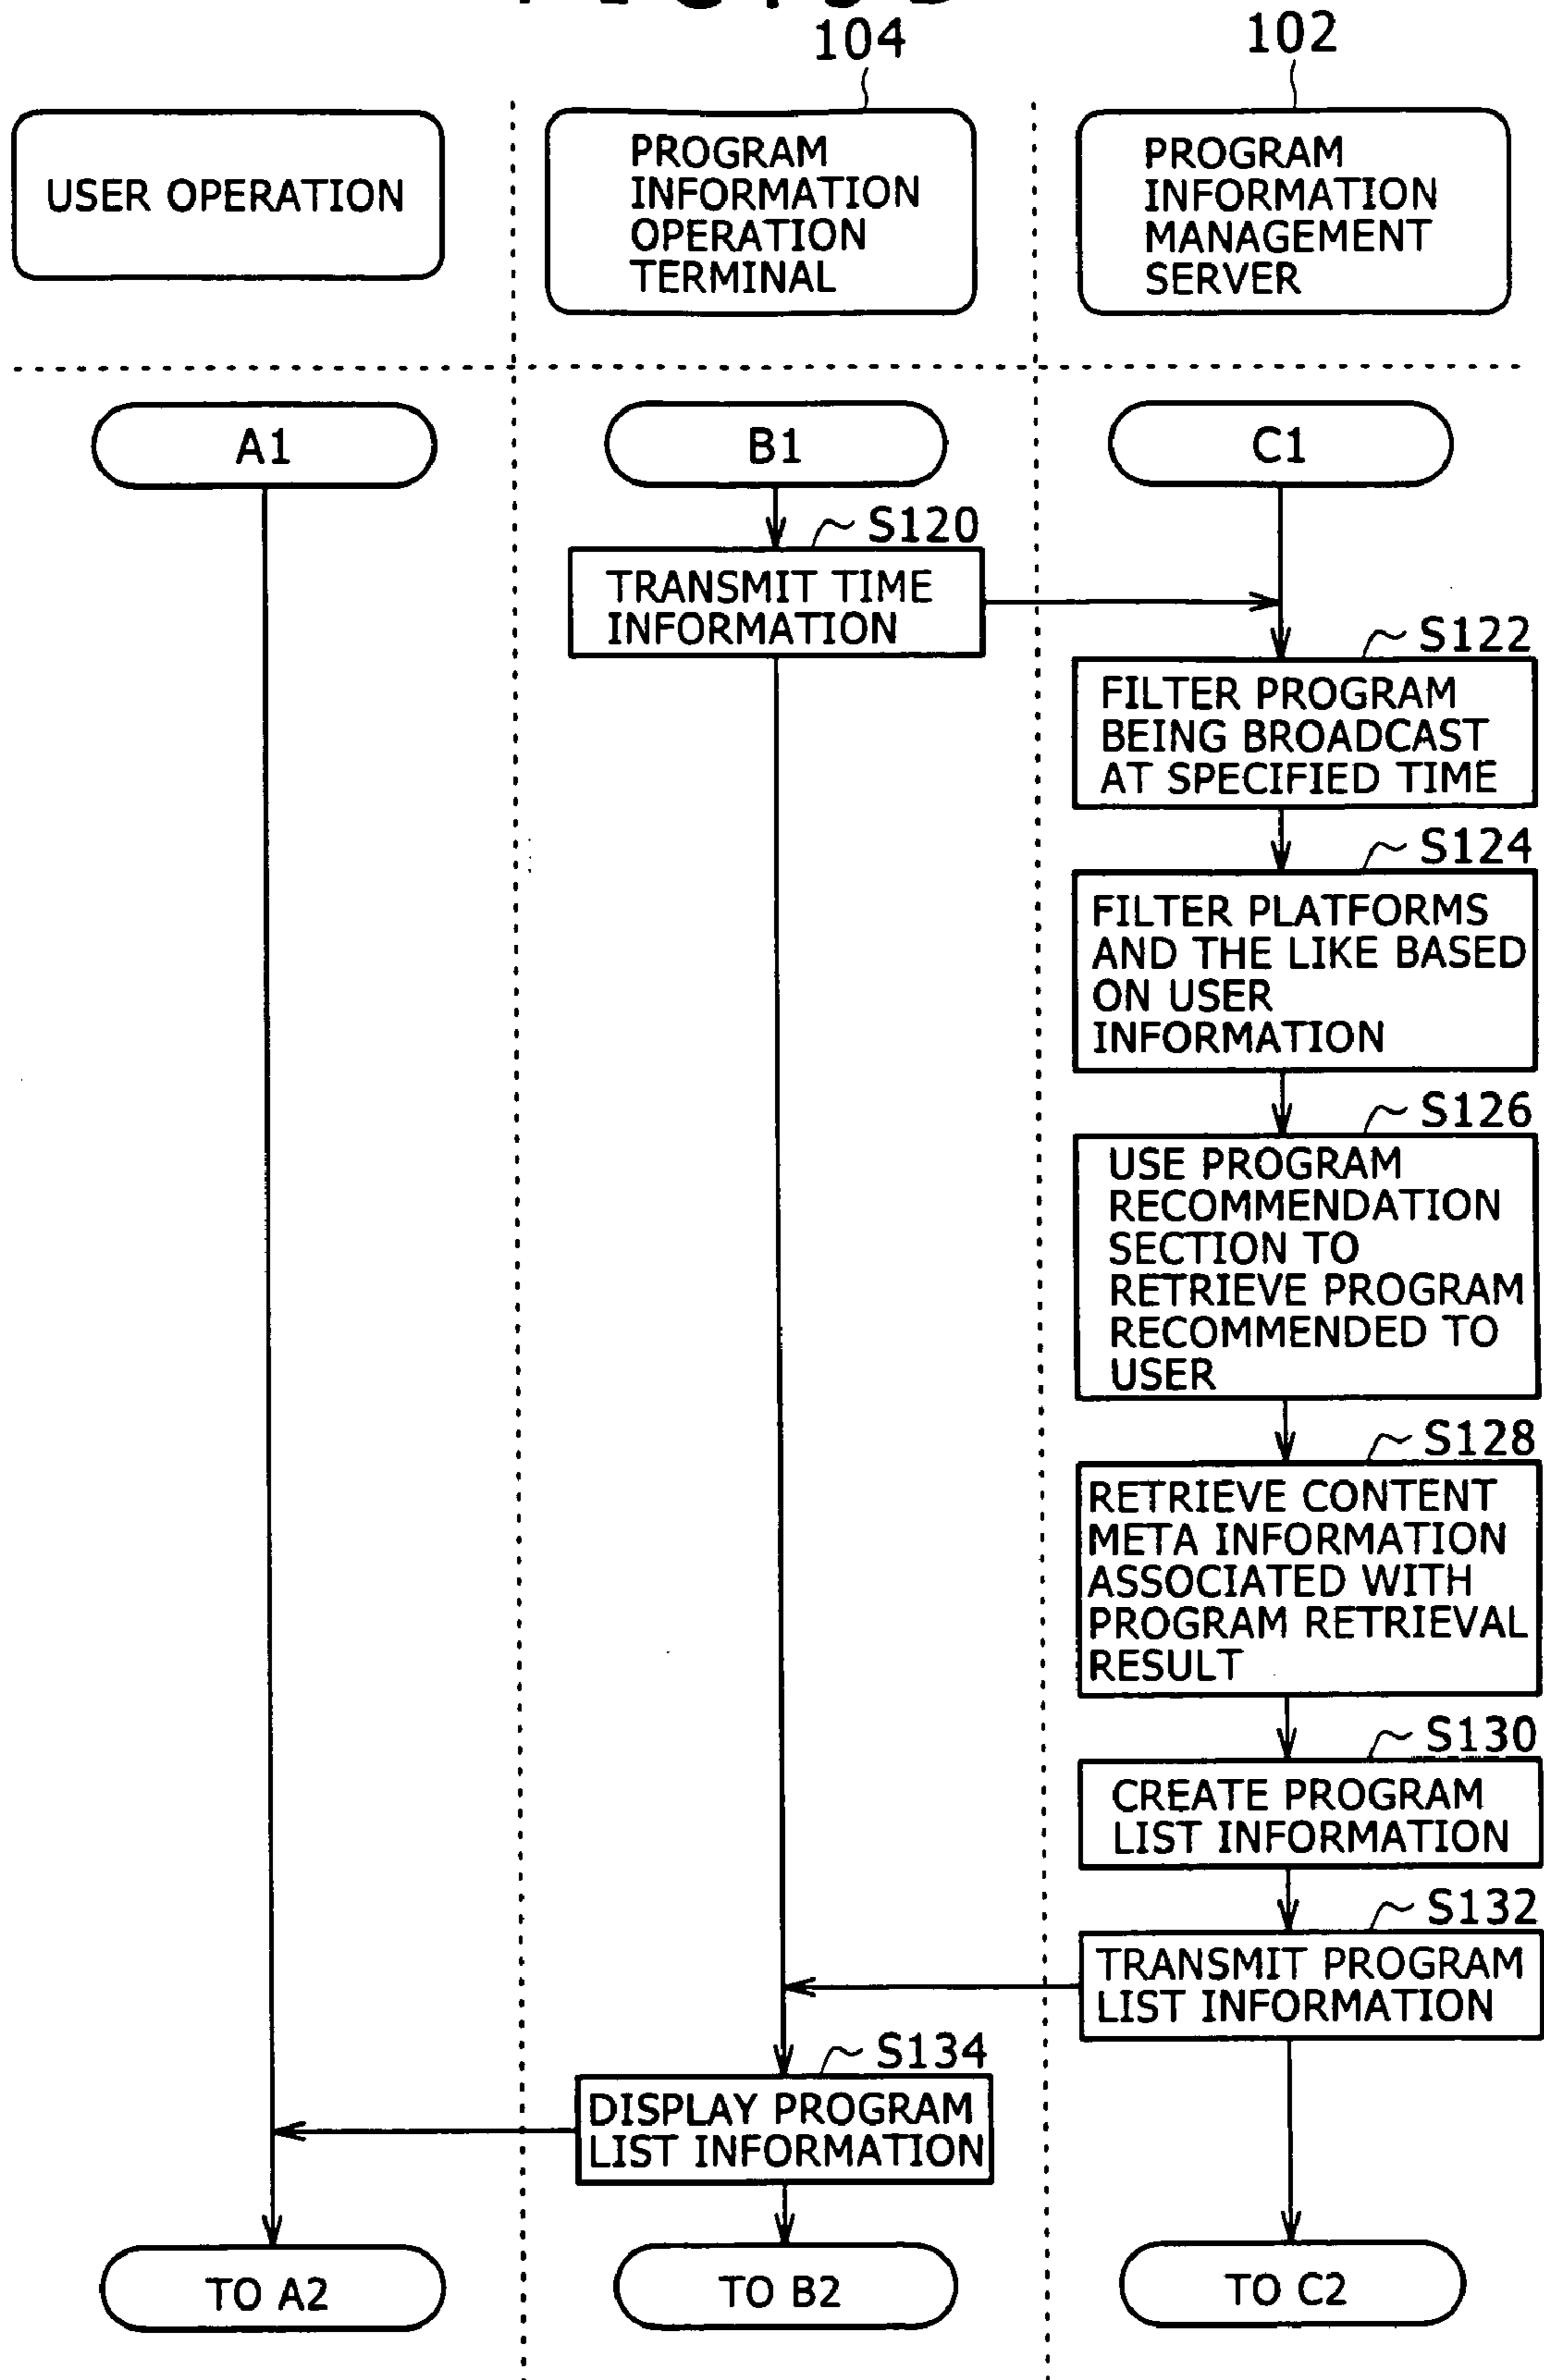 104
102
USER OPERATION
PROGRAM
INFORMATION
OPERATION
TERMINAL
PROGRAM
INFORMATION
MANAGEMENT
SERVER
A1
B1
C1
S120
TRANSMIT TIME
INFORMATION
S122
FILTER PROGRAM
BEING BROADCAST
AT SPECIFIED TIME
S124
FILTER PLATFORMS
AND THE LIKE BASED
ON USER
INFORMATION
S126
USE PROGRAM
RECOMMENDATION
SECTION TO
RETRIEVE PROGRAM
RECOMMENDED TO
USER
S128
RETRIEVE CONTENT
META INFORMATION
ASSOCIATED WITH
PROGRAM RETRIEVAL
RESULT
S130
CREATE PROGRAM
LIST INFORMATION
S132
TRANSMIT PROGRAM
LIST INFORMATION
S134
DISPLAY PROGRAM
LIST INFORMATION
TO A2
TO B2
TO C2